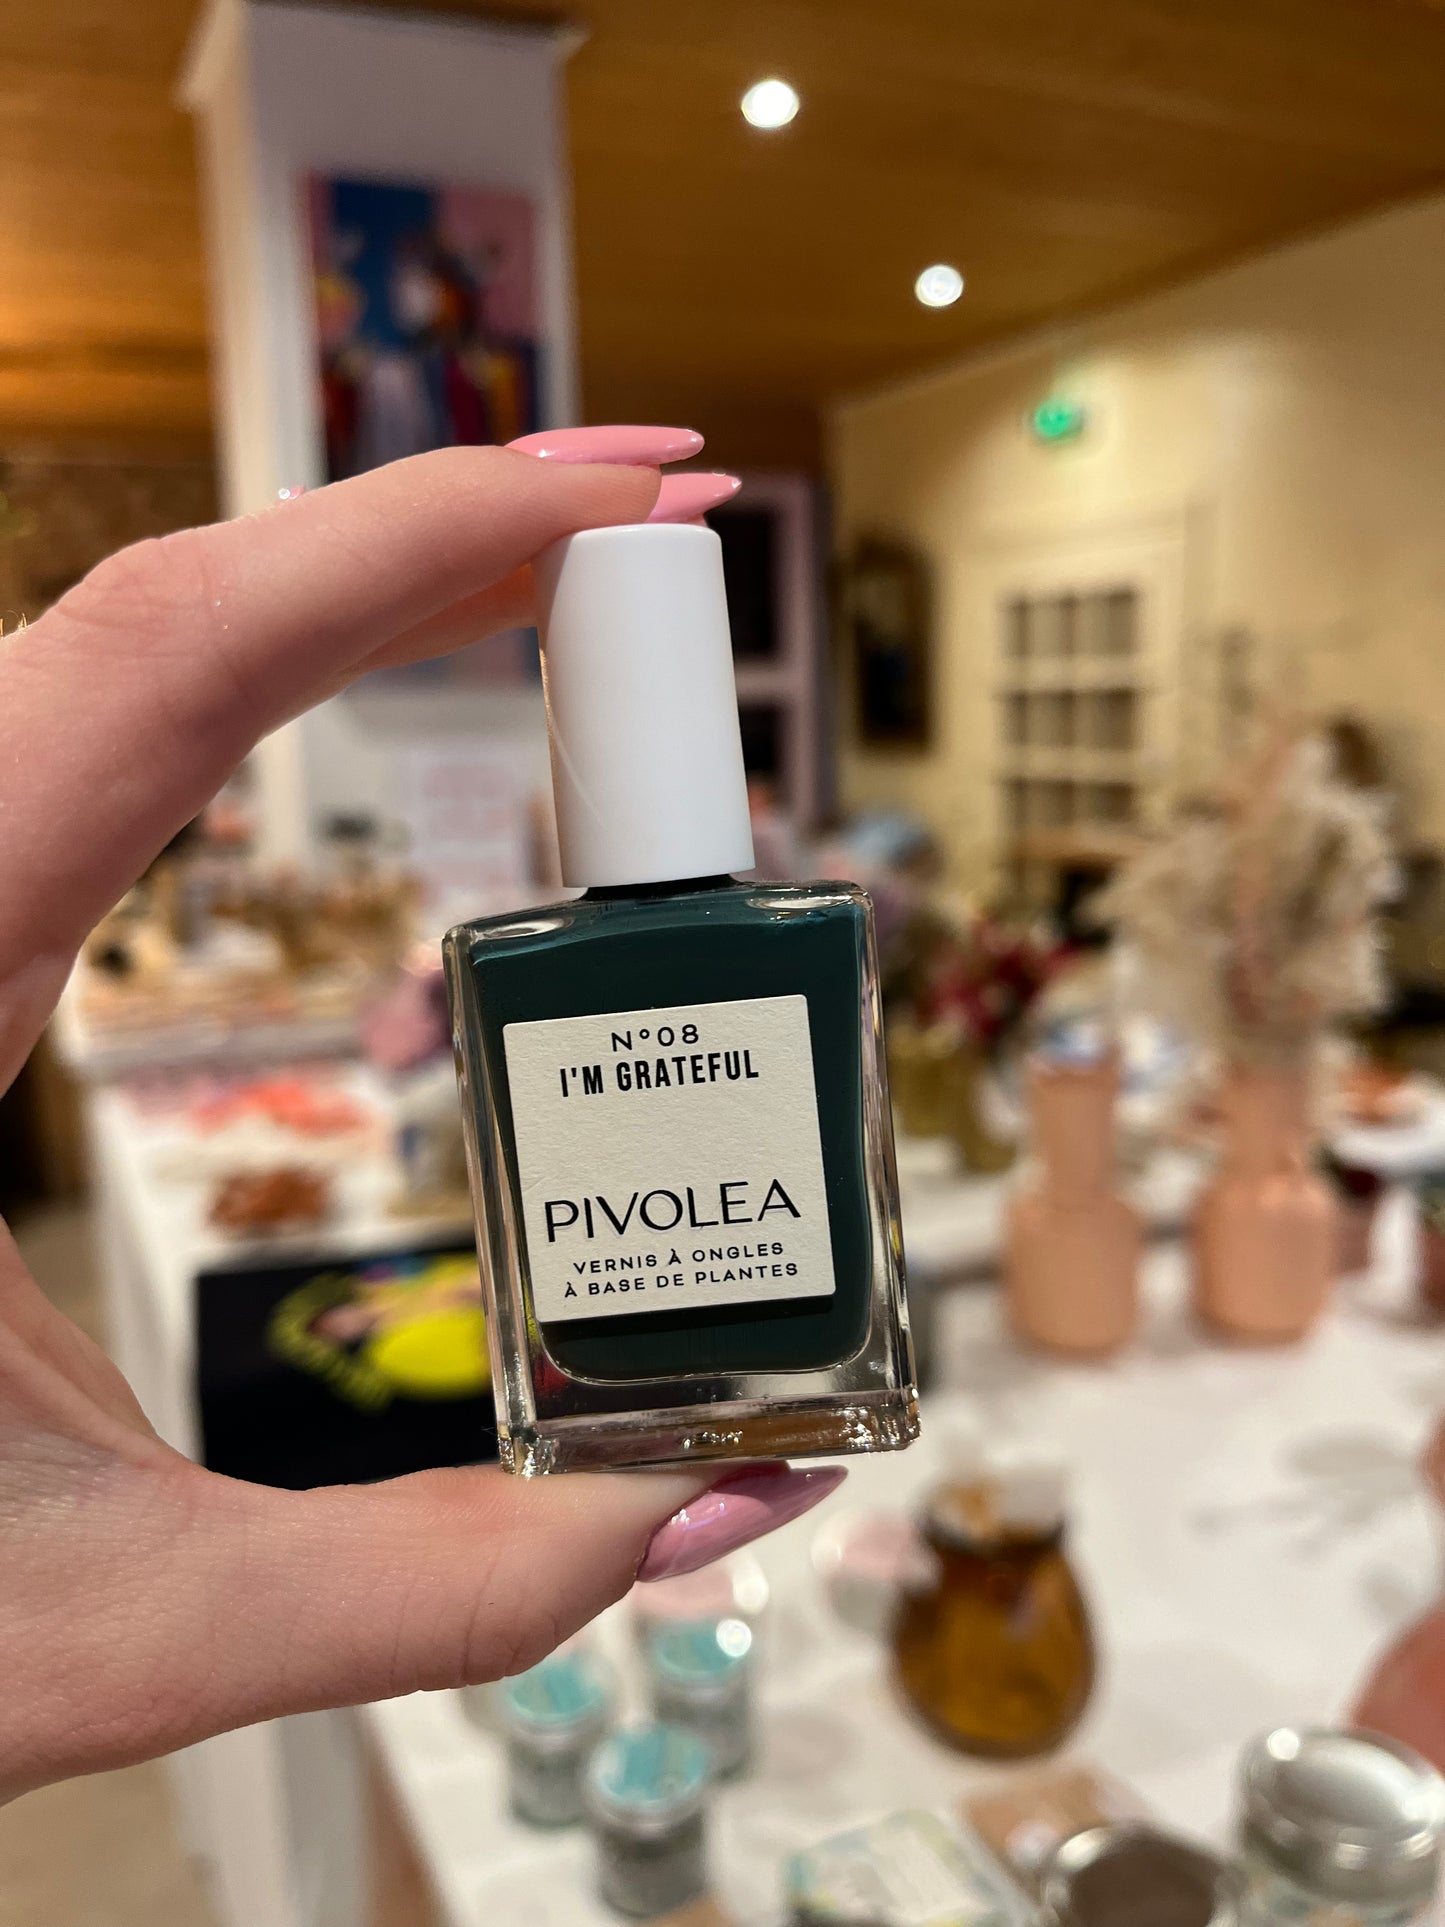 N°08
I'M GRATEFUL
PIVOLEA
VERNIS À ONGLES
À BASE DE PLANTES